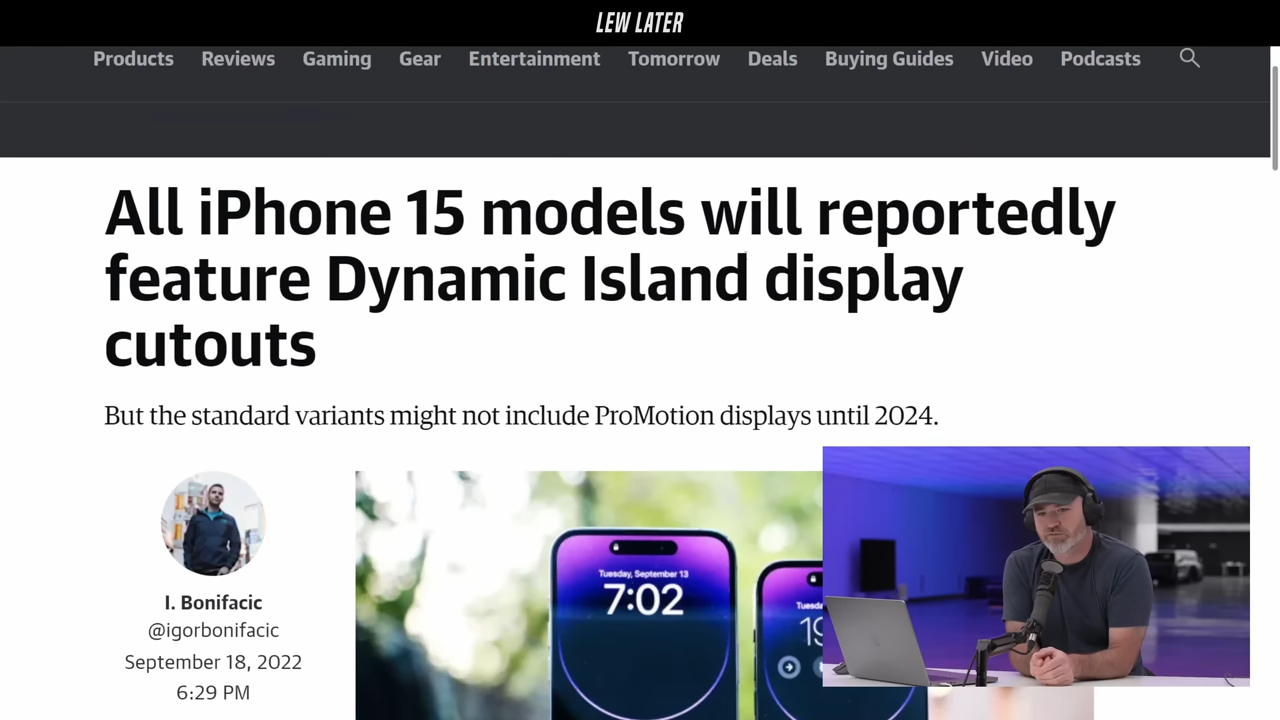 LEW LATER
Products Reviews Gaming Gear Entertainment Tomorrow Deals Buying Guides Video Podcasts
All iPhone 15 models will reportedly
feature Dynamic Island display
cutouts
But the standard variants might not include ProMotion displays until 2024.
I. Bonifacic
@igorbonifacic
September 18, 2022
6:29 PM
Tuesday, September 13
7:02
Tuesda
19